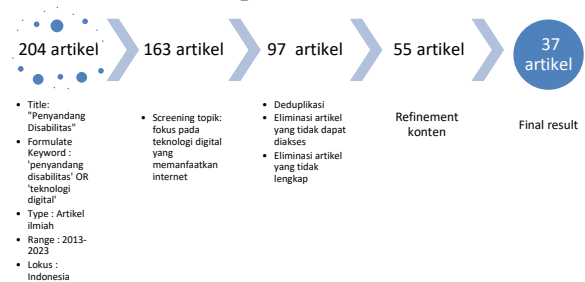 204 artikel
• Title:
"Penyandang
Disabilitas"
• Formulate
Keyword :
'penyandang
disabilitas' OR
'teknologi
digital'
• Type : Artikel
ilmiah
• Range : 2013-
2023
• Lokus :
Indonesia
163 artikel
• Screening topik:
fokus pada
teknologi digital
yang
memanfaatkan
internet
97 artikel
• Deduplikasi
• Eliminasi artikel
yang tidak dapat
diakses
• Eliminasi artikel
yang tidak
lengkap
55 artikel
Refinement
konten
37
artikel
Final result